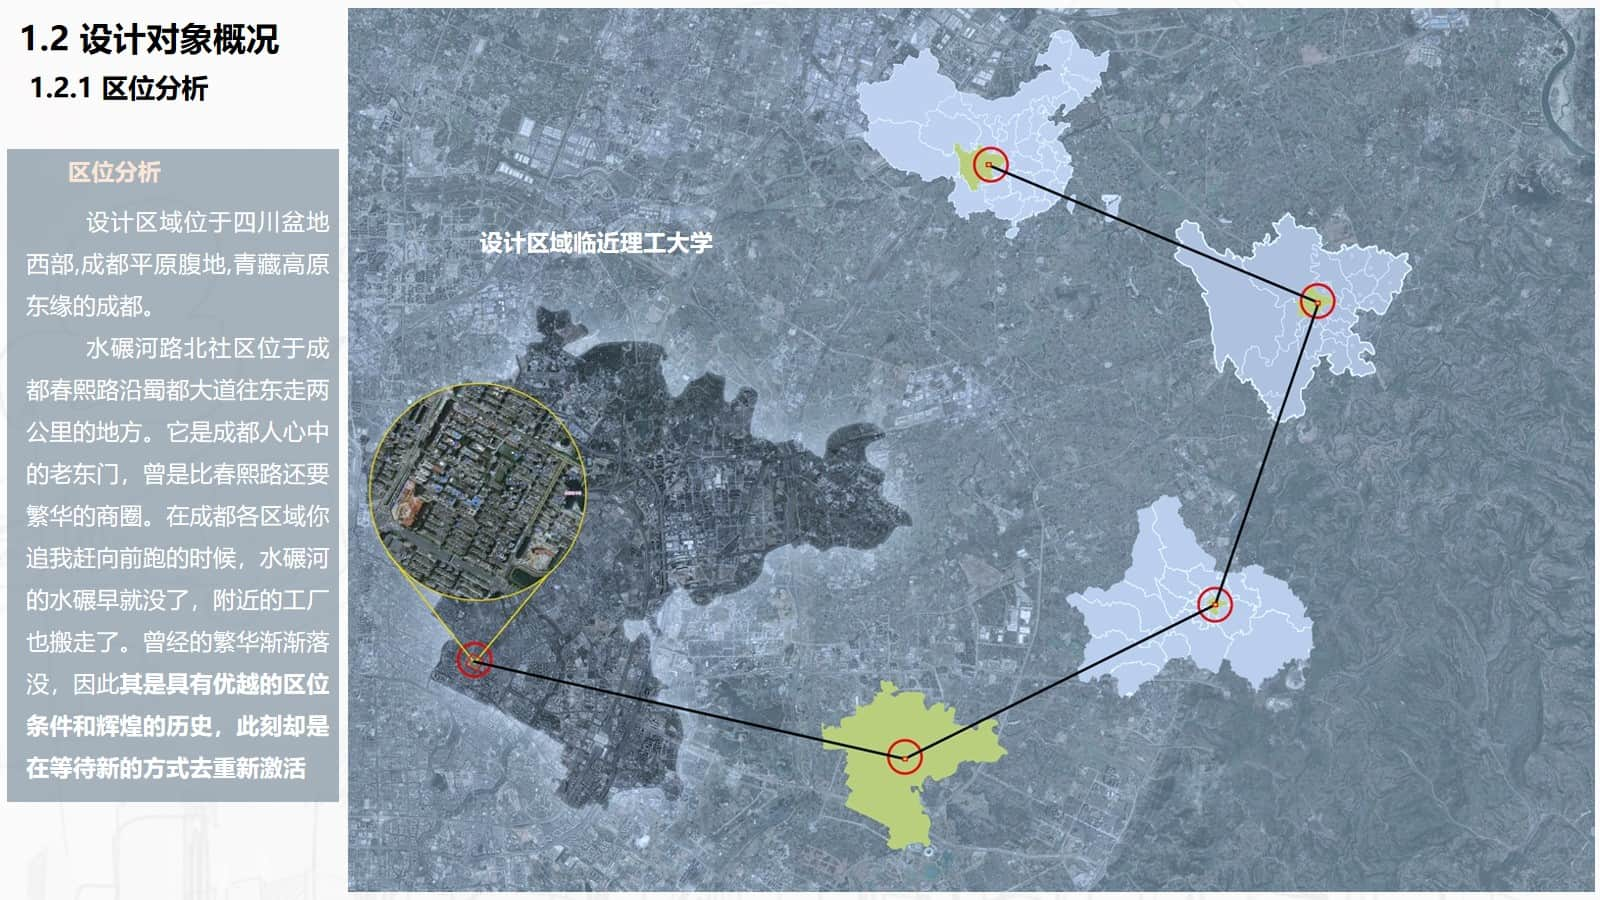 1.2 设计对象概况
1.2.1 区位分析
区位分析
设计区域位于四川盆地
西部,成都平原腹地,青藏高原
东缘的成都。
水碾河路北社区位于成
都春熙路沿蜀都大道往东走两
公里的地方。它是成都人心中
的老东门，曾是比春熙路还要
繁华的商圈。在成都各区域你
追我赶向前跑的时候，水碾河
的水碾早就没了，附近的工厂
也搬走了。曾经的繁华渐渐落
没，因此其是具有优越的区位
条件和辉煌的历史，此刻却是
在等待新的方式去重新激活
设计区域临近理工大学